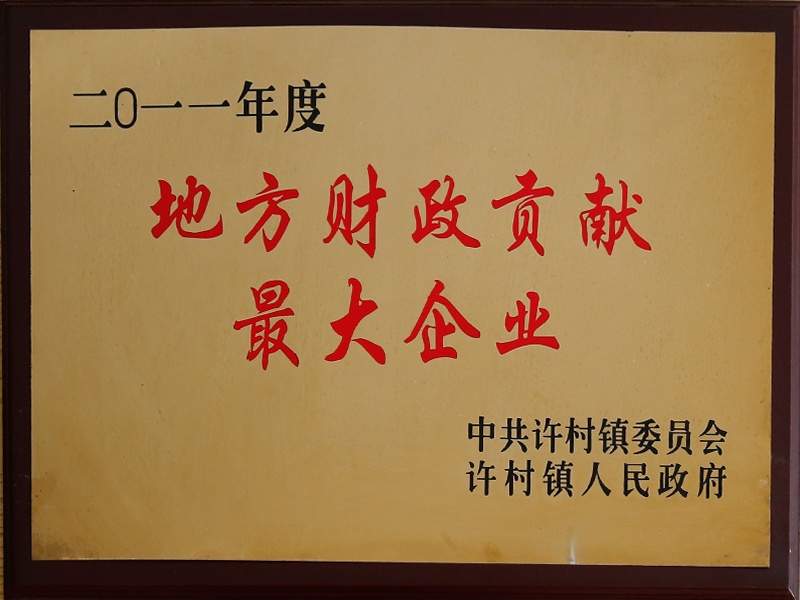 二〇一一年度
地方财政贡献
最大企业
中共许村镇委员会
许村镇人民政府